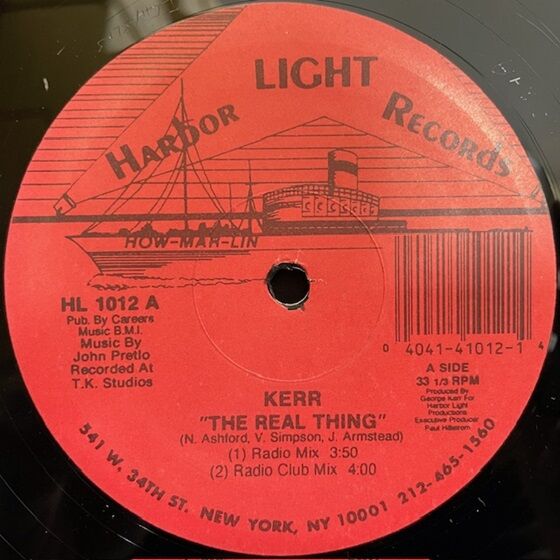 HARBOR LIGHT RECORDS
HOW-MAR-LIN
HL 1012 A
Pub. By Careers
Music B.M.I.
Music By
John Pretlo
Recorded At
T.K. Studios
0 4041-41012-1 4
A SIDE
33 1/3 RPM
Produced By
George Kerr For
Harbor Light
Productions
Executive Producer
Paul Hillstrom
KERR
"THE REAL THING"
(N. Ashford, V. Simpson, J. Armstead)
(1) Radio Mix 3:50
(2) Radio Club Mix 4:00
541 W. 34TH ST. NEW YORK, NY 10001 212-465-1560